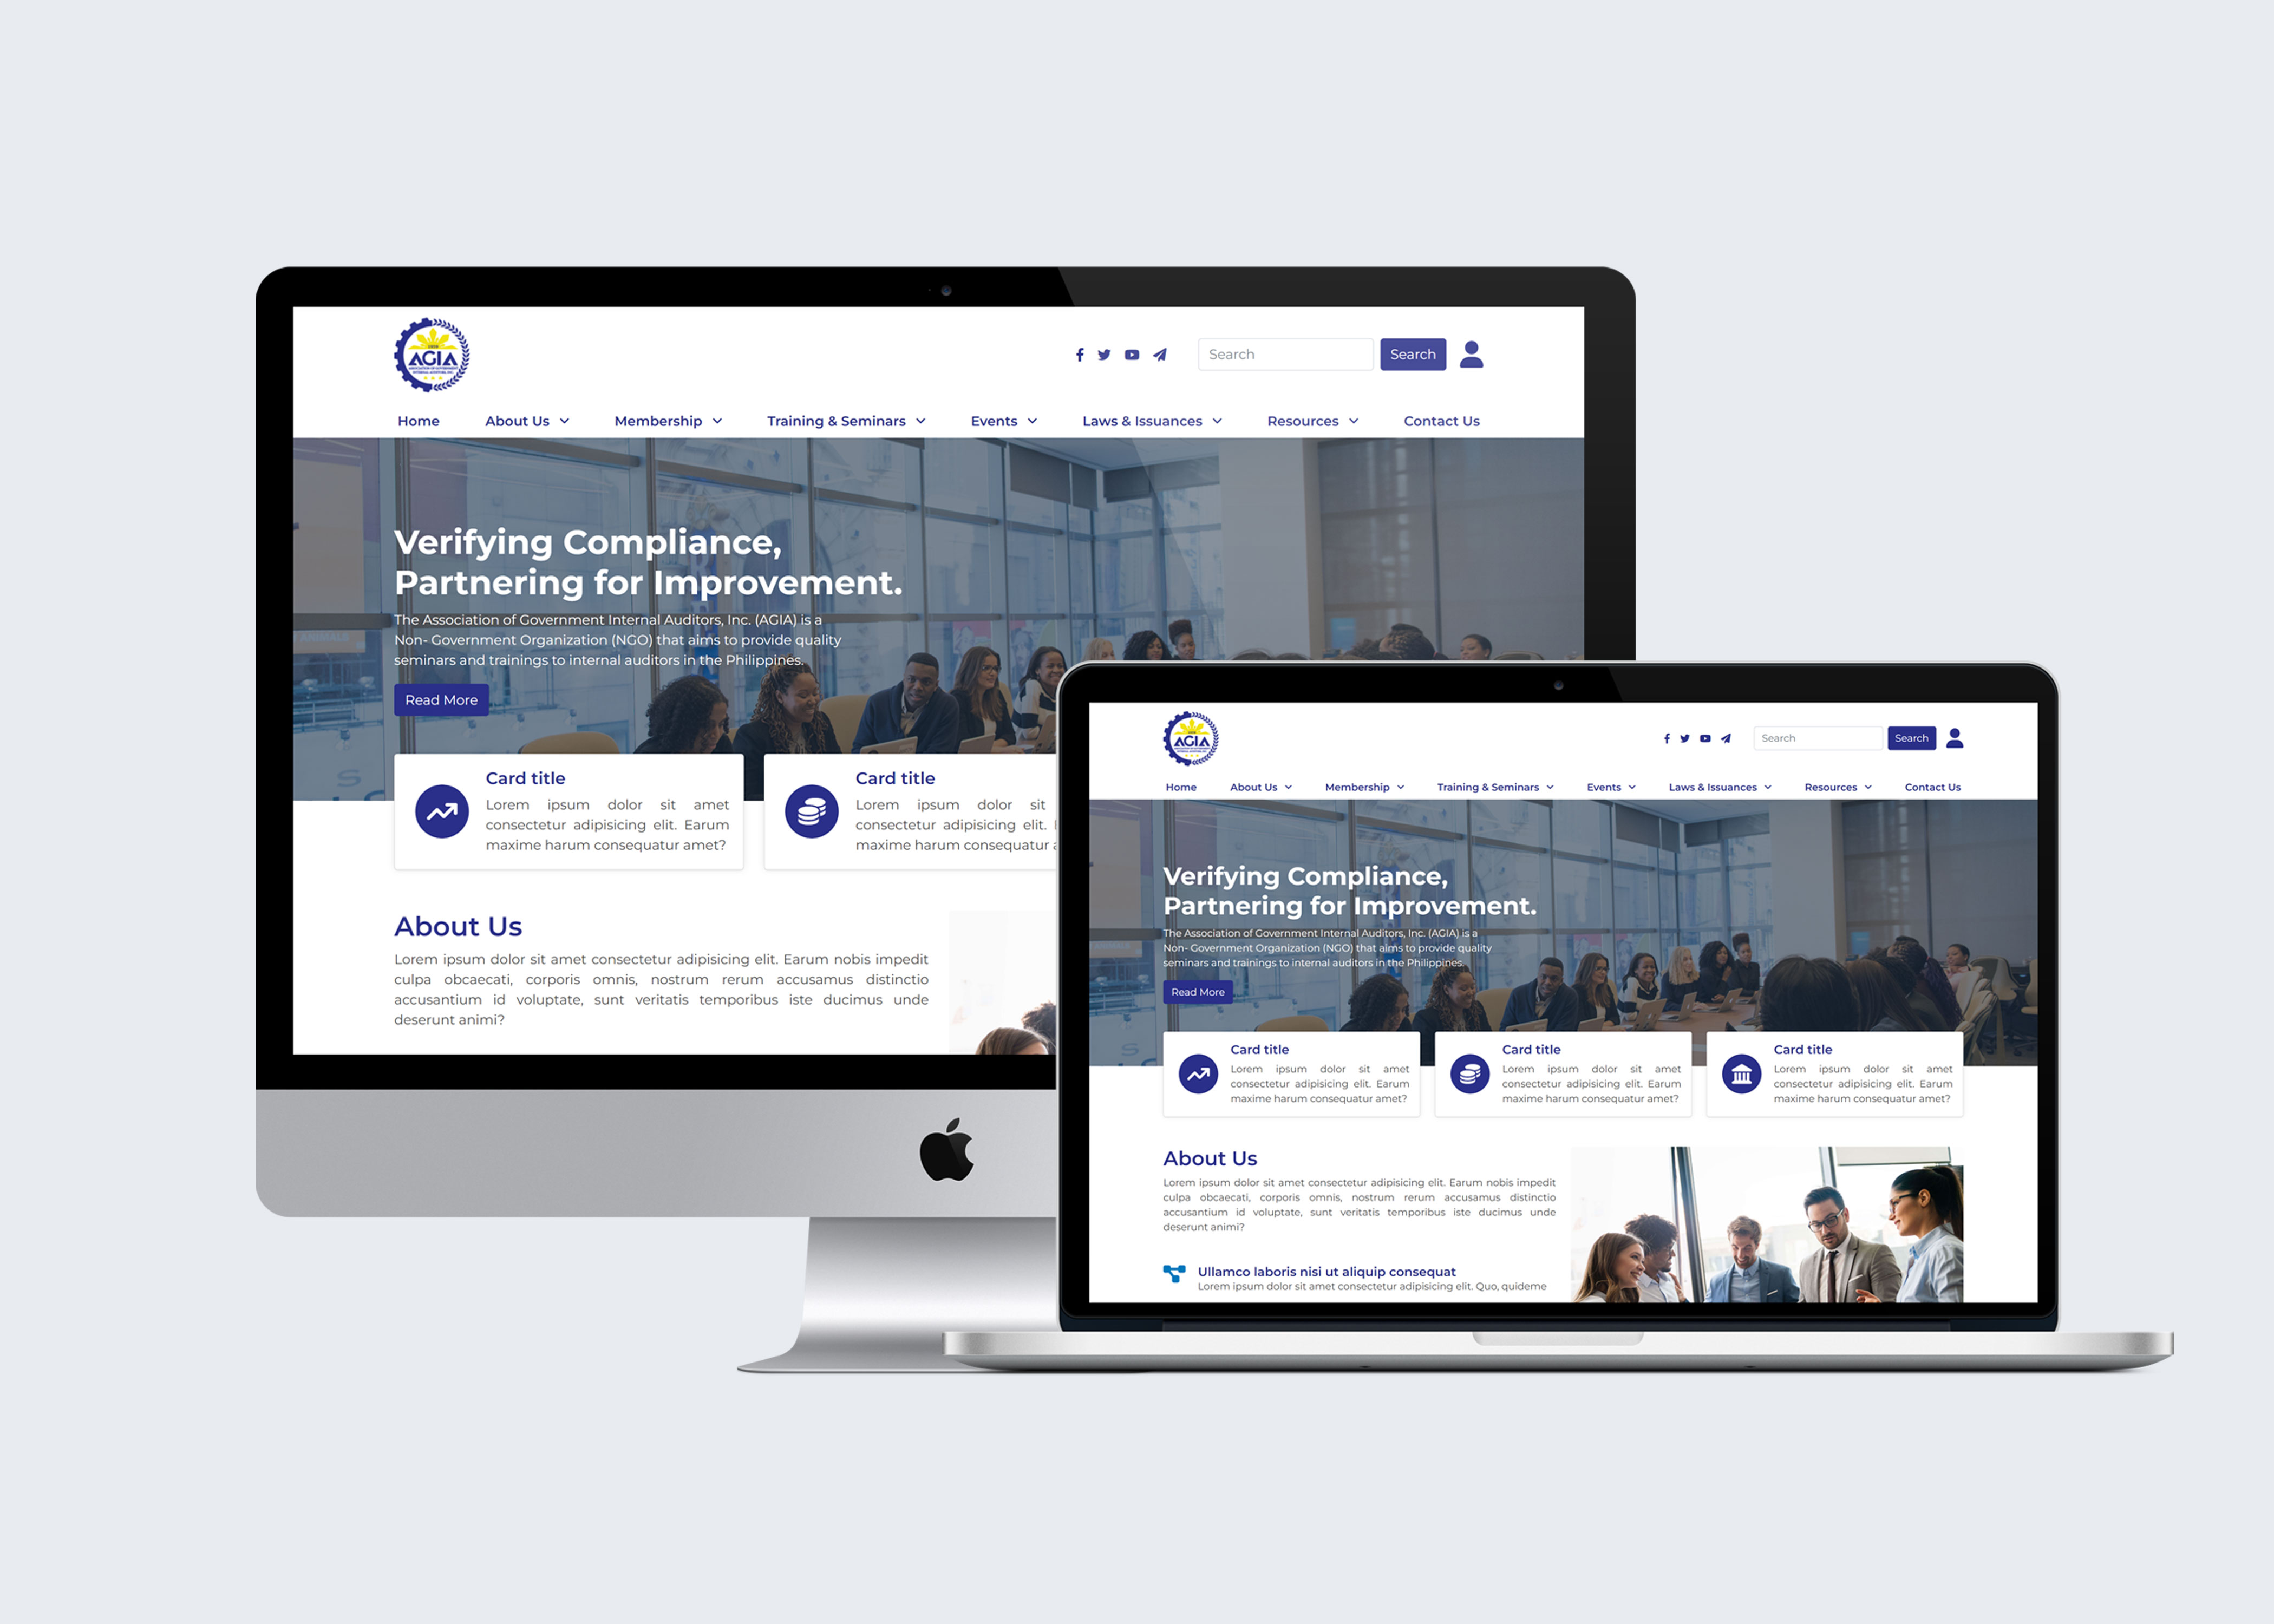 AGIA
ASSOCIATION OF GOVERNMENT
INTERNAL AUDITORS, INC.
Search
Search
Home
About Us
Membership
Training & Seminars
Events
Laws & Issuances
Resources
Contact Us
Verifying Compliance,
Partnering for Improvement.
The Association of Government Internal Auditors, Inc. (AGIA) is a
Non- Government Organization (NGO) that aims to provide quality
seminars and trainings to internal auditors in the Philippines.
Read More
Card title
Lorem ipsum dolor sit amet
consectetur adipisicing elit. Earum
maxime harum consequatur amet?
Card title
Lorem ipsum dolor sit
consectetur adipisicing elit.
maxime harum consequatur
About Us
Lorem ipsum dolor sit amet consectetur adipisicing elit. Earum nobis impedit
culpa obcaecati, corporis omnis, nostrum rerum accusamus distinctio
accusantium id voluptate, sunt veritatis temporibus iste ducimus unde
deserunt animi?
AGIA
Search
Search
Home
About Us
Membership
Training & Seminars
Events
Laws & Issuances
Resources
Contact Us
Verifying Compliance,
Partnering for Improvement.
The Association of Government Internal Auditors, Inc. (AGIA) is a
Non- Government Organization (NGO) that aims to provide quality
seminars and trainings to internal auditors in the Philippines.
Read More
Card title
Lorem ipsum dolor sit amet
consectetur adipisicing elit. Earum
maxime harum consequatur amet?
Card title
Lorem ipsum dolor sit amet
consectetur adipisicing elit. Earum
maxime harum consequatur amet?
Card title
Lorem ipsum dolor sit amet
consectetur adipisicing elit. Earum
maxime harum consequatur amet?
About Us
Lorem ipsum dolor sit amet consectetur adipisicing elit. Earum nobis impedit
culpa obcaecati, corporis omnis, nostrum rerum accusamus distinctio
accusantium id voluptate, sunt veritatis temporibus iste ducimus unde
deserunt animi?
Ullamco laboris nisi ut aliquip consequat
Lorem ipsum dolor sit amet consectetur adipisicing elit. Quo, quideme